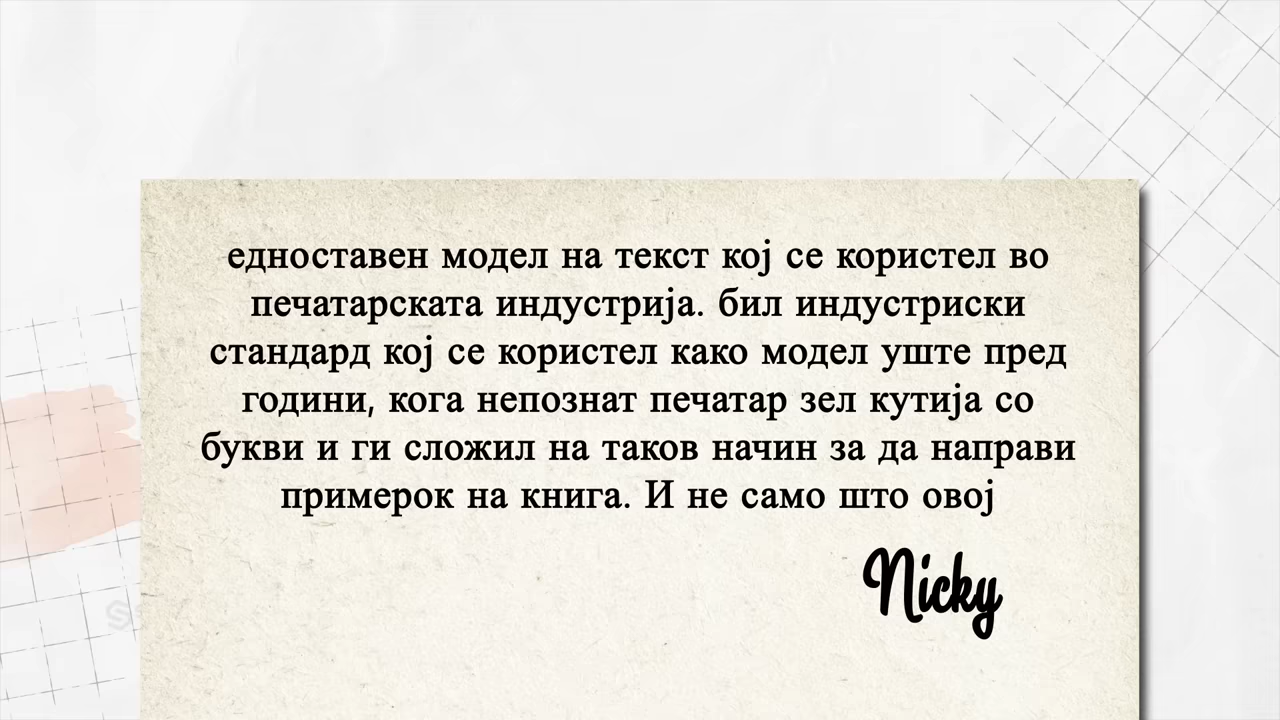 едноставен модел на текст кој се користел во
печатарската индустрија. бил индустриски
стандард кој се користел како модел уште пред
години, кога непознат печатар зел кутија со
букви и ги сложил на таков начин за да направи
примерок на книга. И не само што овој
Nicky